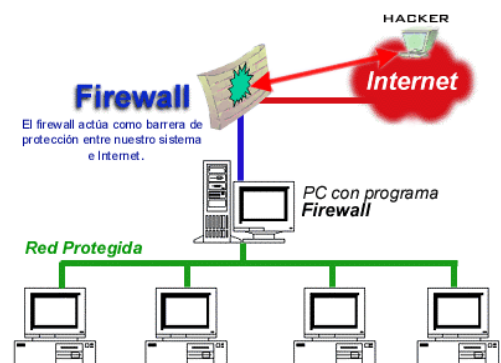 HACKER
Internet
Firewall
El firewall actúa como barrera de
protección entre nuestro sistema
e Internet.
PC con programa
Firewall
Red Protegida